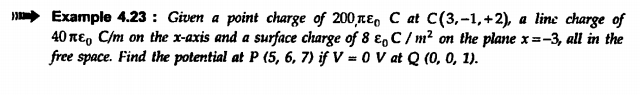 Example 4.23 : Given a point charge of 200 πε₀ C at C(3,–1,+2), a line charge of
40 πε₀ C/m on the x-axis and a surface charge of 8 ε₀ C / m² on the plane x = –3, all in the
free space. Find the potential at P (5, 6, 7) if V = 0 V at Q (0, 0, 1).